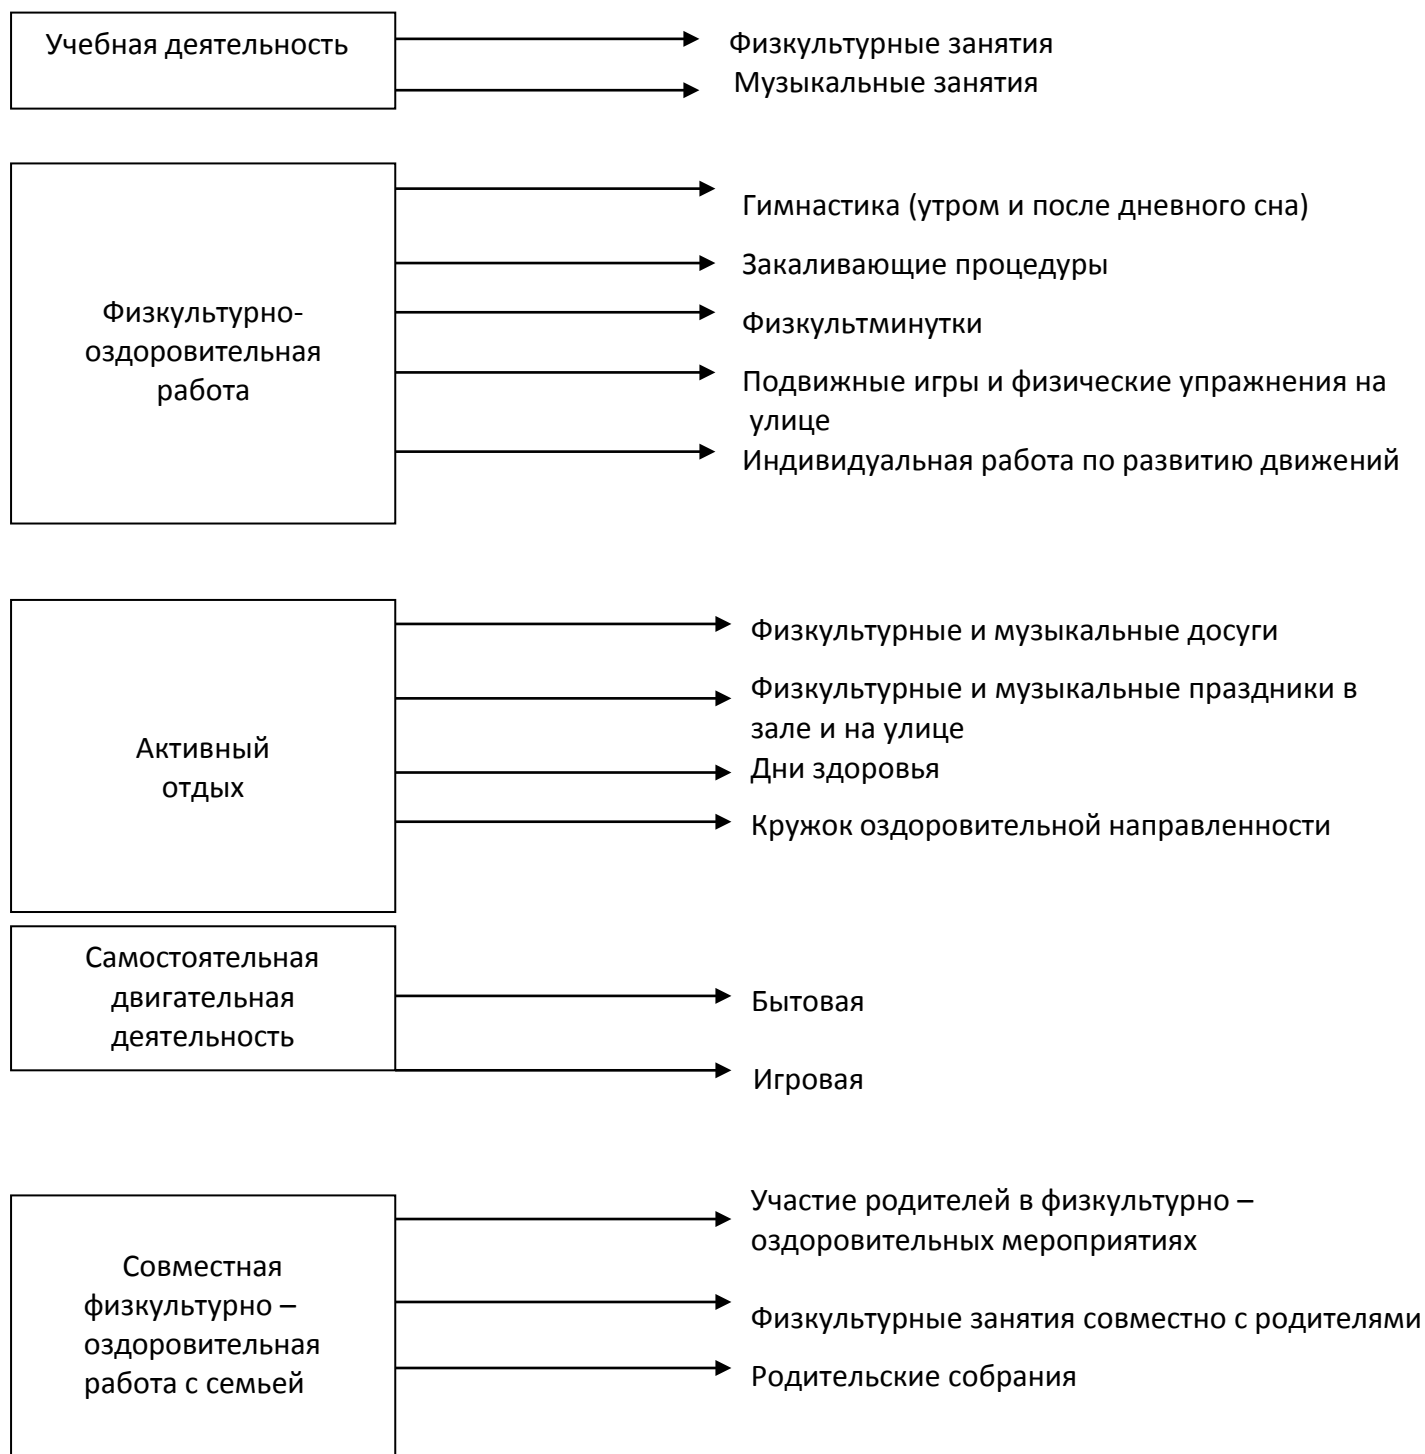 Учебная деятельность
Физкультурные занятия
Музыкальные занятия
Физкультурно-
оздоровительная
работа
Гимнастика (утром и после дневного сна)
Закаливающие процедуры
Физкультминутки
Подвижные игры и физические упражнения на
улице
Индивидуальная работа по развитию движений
Активный
отдых
Физкультурные и музыкальные досуги
Физкультурные и музыкальные праздники в
зале и на улице
Дни здоровья
Кружок оздоровительной направленности
Самостоятельная
двигательная
деятельность
Бытовая
Игровая
Совместная
физкультурно –
оздоровительная
работа с семьей
Участие родителей в физкультурно –
оздоровительных мероприятиях
Физкультурные занятия совместно с родителями
Родительские собрания